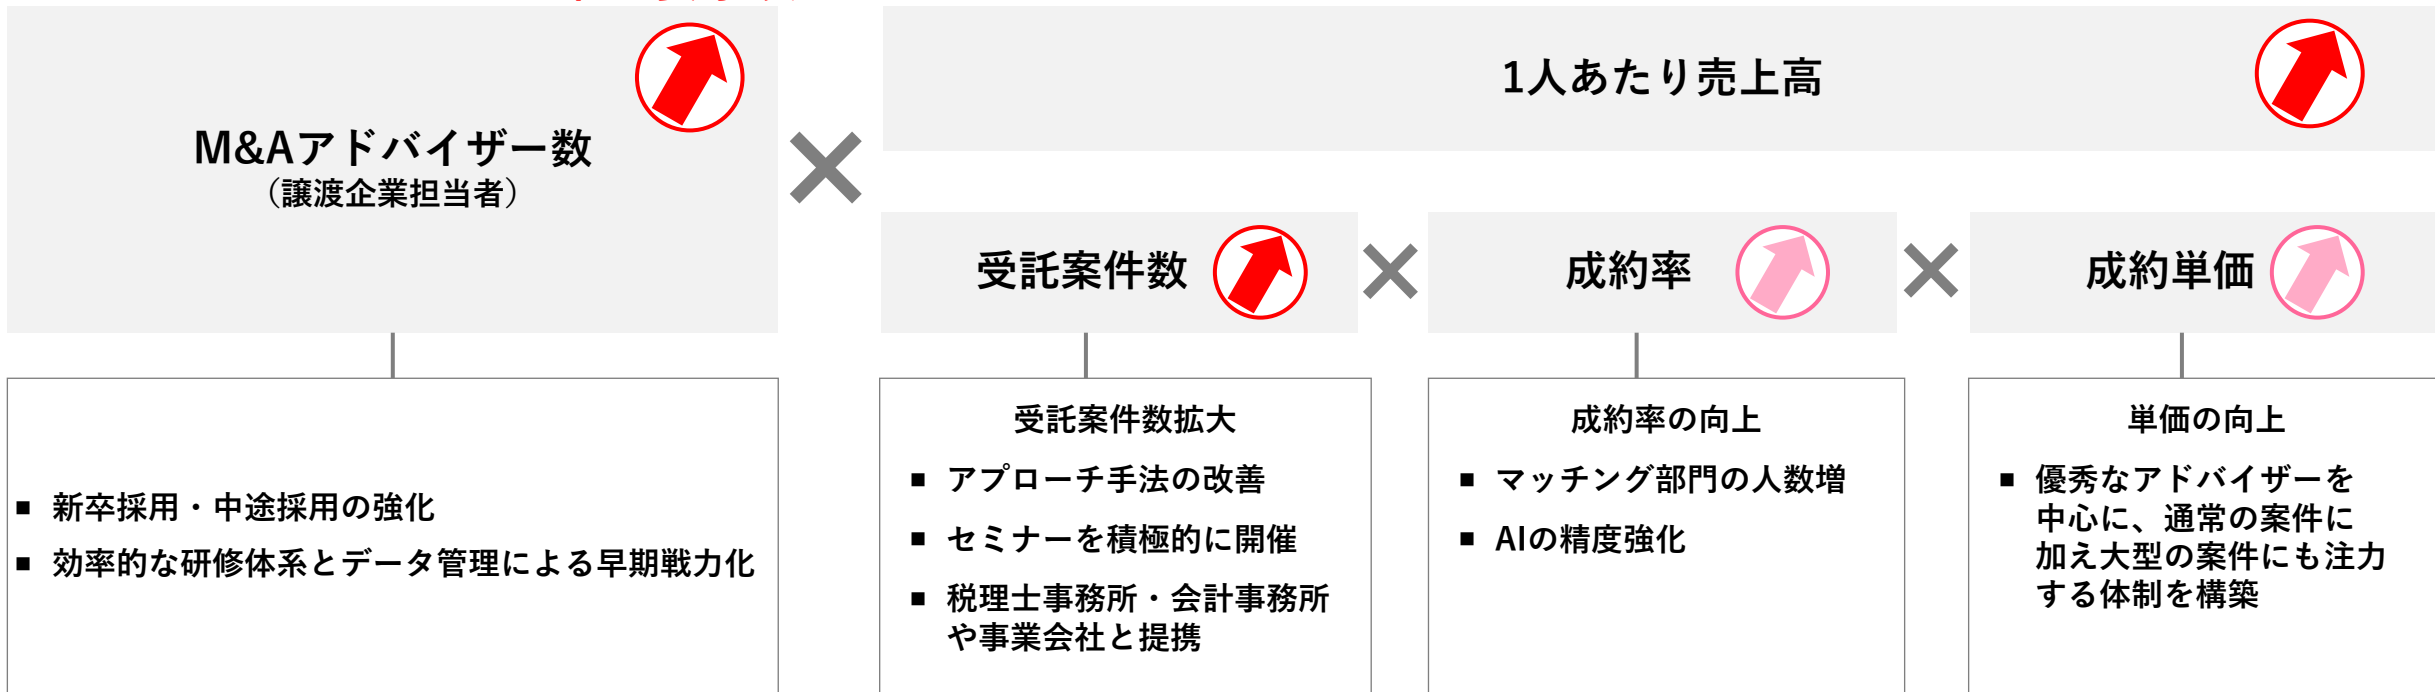 M&Aアドバイザー数
（譲渡企業担当者）
1人あたり売上高
受託案件数
成約率
成約単価
■ 新卒採用・中途採用の強化
■ 効率的な研修体系とデータ管理による早期戦力化
受託案件数拡大
■ アプローチ手法の改善
■ セミナーを積極的に開催
■ 税理士事務所・会計事務所
や事業会社と提携
成約率の向上
■ マッチング部門の人数増
■ AIの精度強化
単価の向上
■ 優秀なアドバイザーを
中心に、通常の案件に
加え大型の案件にも注力
する体制を構築